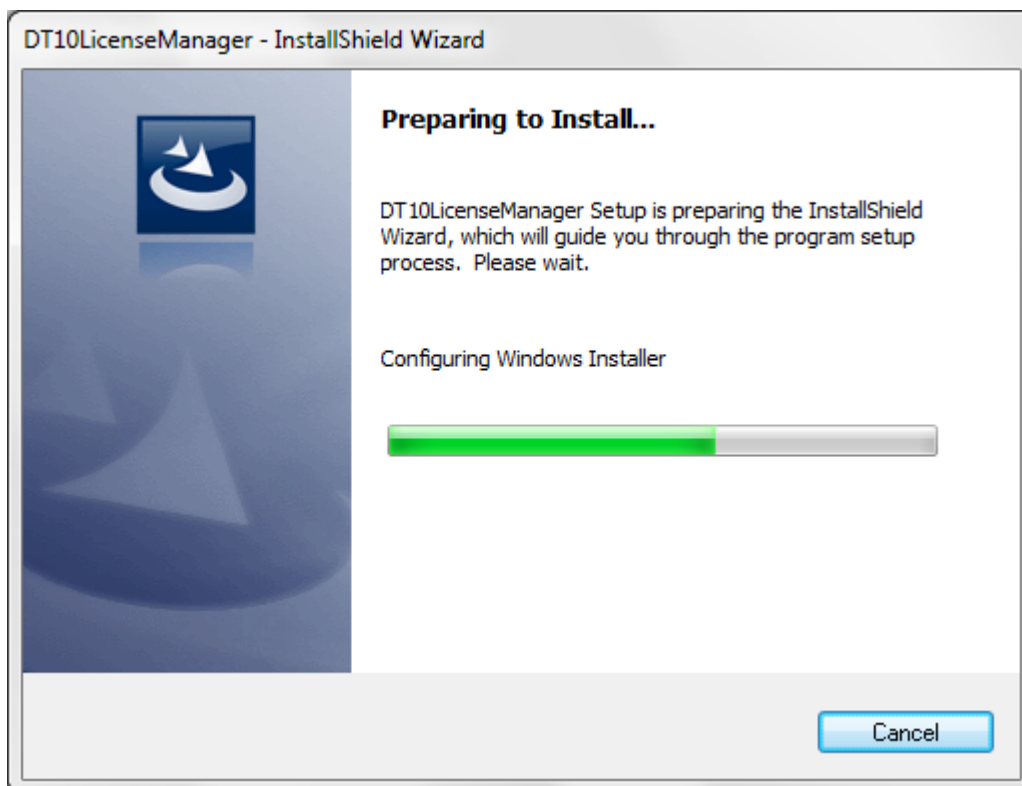 DT10LicenseManager - InstallShield Wizard
Preparing to Install...
DT10LicenseManager Setup is preparing the InstallShield
Wizard, which will guide you through the program setup
process.  Please wait.
Configuring Windows Installer
Cancel